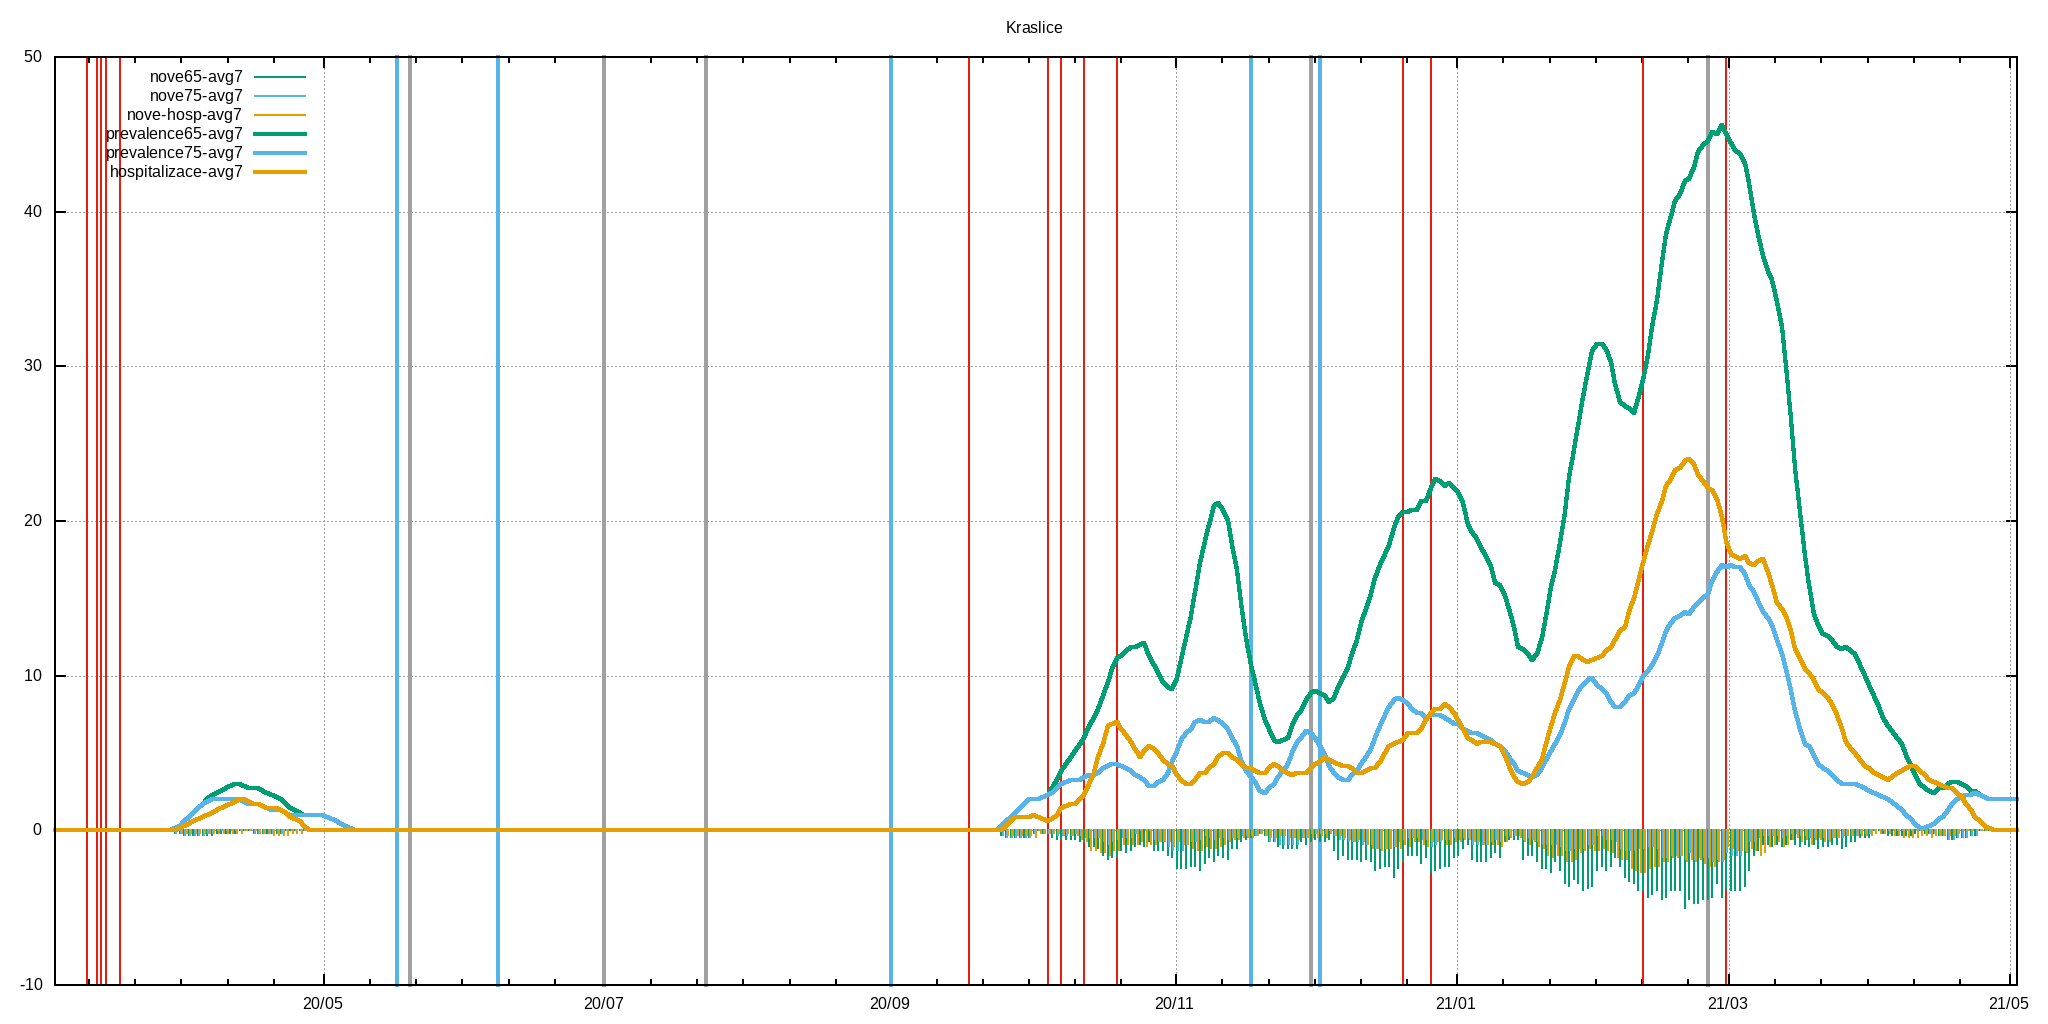 Kraslice
50
nove65-avg7
nove75-avg7
nove-hosp-avg7
prevalence65-avg7
prevalence75-avg7
hospitalizace-avg7
40
30
20
10
0
-10
20/05 20/07 20/09 20/11 21/01 21/03 21/05